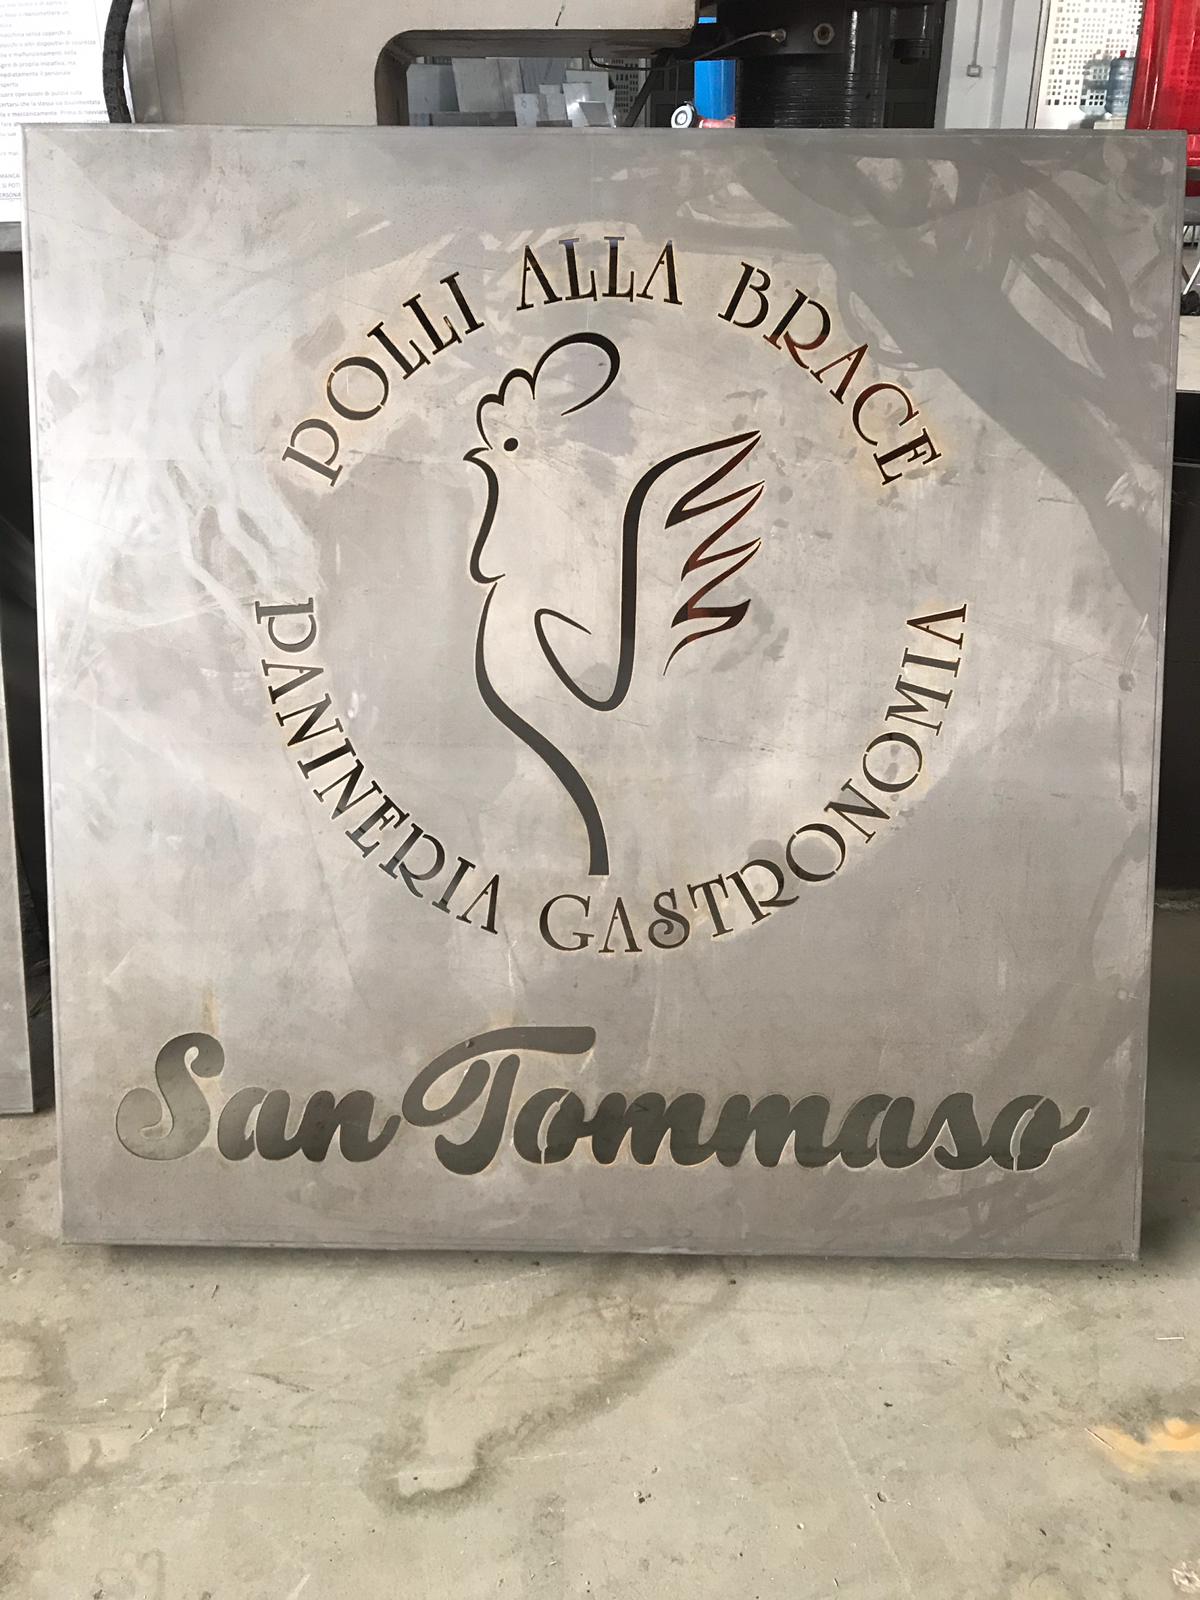 POLLI ALLA BRACE
PANINERIA GASTRONOMIA
San Tommaso